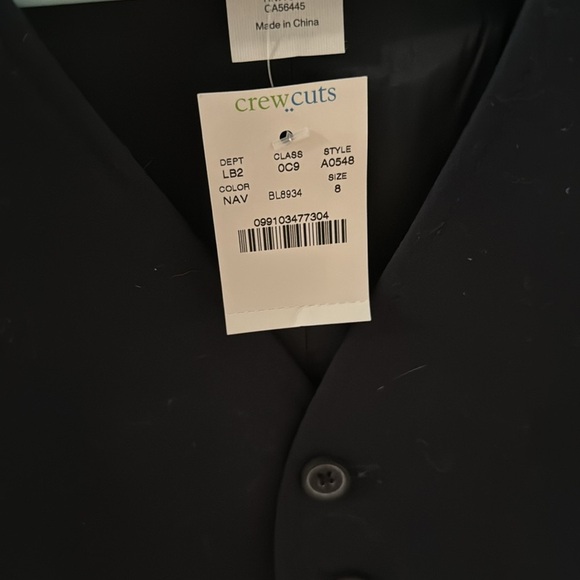 CA56445
Made in China
crewcuts
DEPT CLASS STYLE
LB2 0C9 A0548
COLOR SIZE
NAV BL8934 8
099103477304